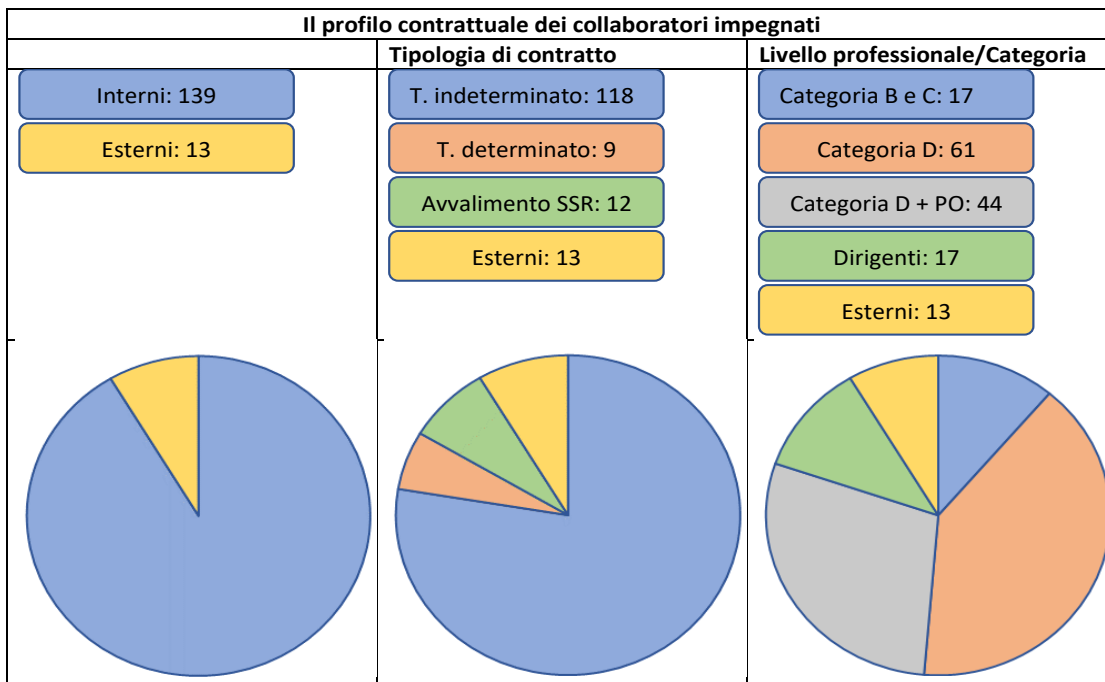 Il profilo contrattuale dei collaboratori impegnati
Tipologia di contratto
Livello professionale/Categoria
Interni: 139
Esterni: 13
T. indeterminato: 118
T. determinato: 9
Avvalimento SSR: 12
Esterni: 13
Categoria B e C: 17
Categoria D: 61
Categoria D + PO: 44
Dirigenti: 17
Esterni: 13